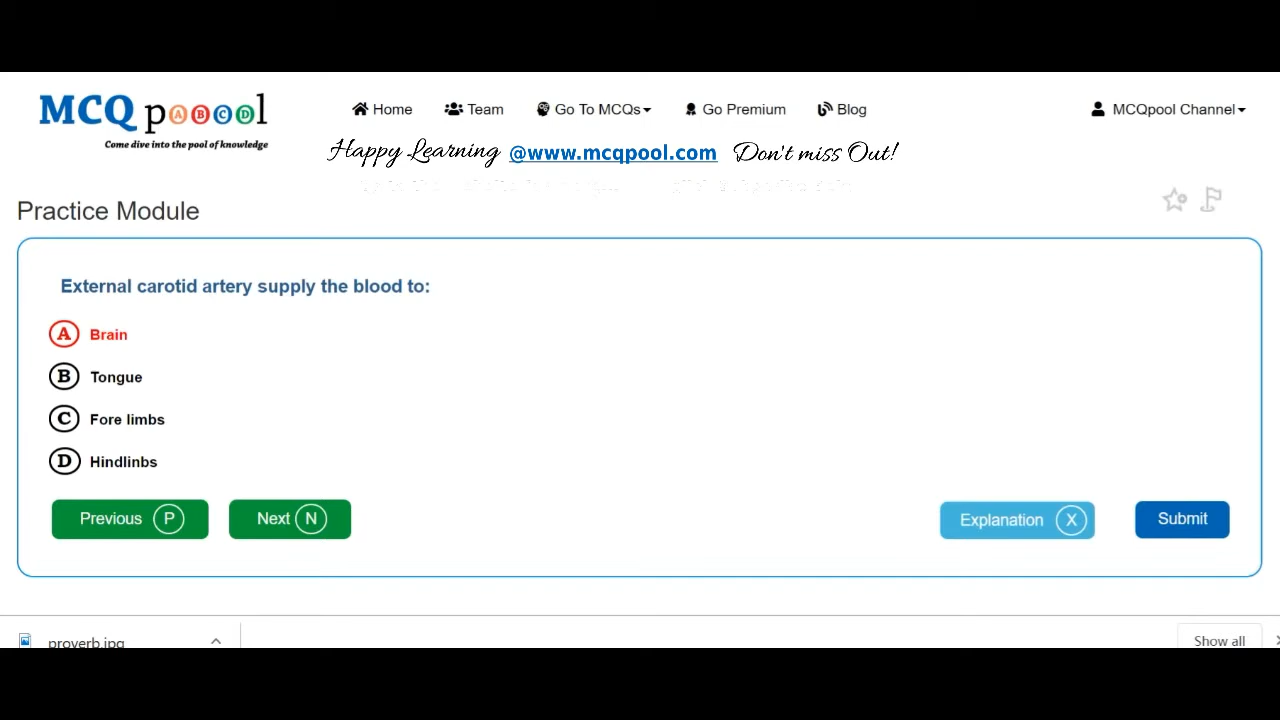 MCQ pABCDl
Come dive into the pool of knowledge
Home Team Go To MCQs Go Premium Blog MCQpool Channel
Happy Learning @www.mcqpool.com Don't miss Out!
Practice Module
External carotid artery supply the blood to:
A Brain
B Tongue
C Fore limbs
D Hindlinbs
Previous P Next N Explanation X Submit
proverb.jpg Show all